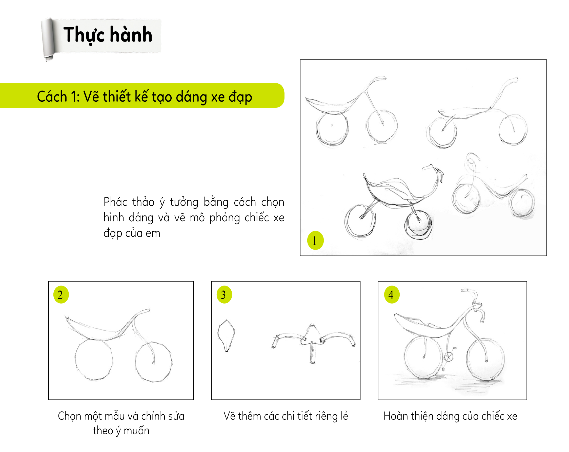 Thực hành
Cách 1: Vẽ thiết kế tạo dáng xe đạp
Phác thảo ý tưởng bằng cách chọn
hình dáng và vẽ mô phỏng chiếc xe
đạp của em
1
2
3
4
Chọn một mẫu và chỉnh sửa
theo ý muốn
Vẽ thêm các chi tiết riêng lẻ
Hoàn thiện dáng của chiếc xe